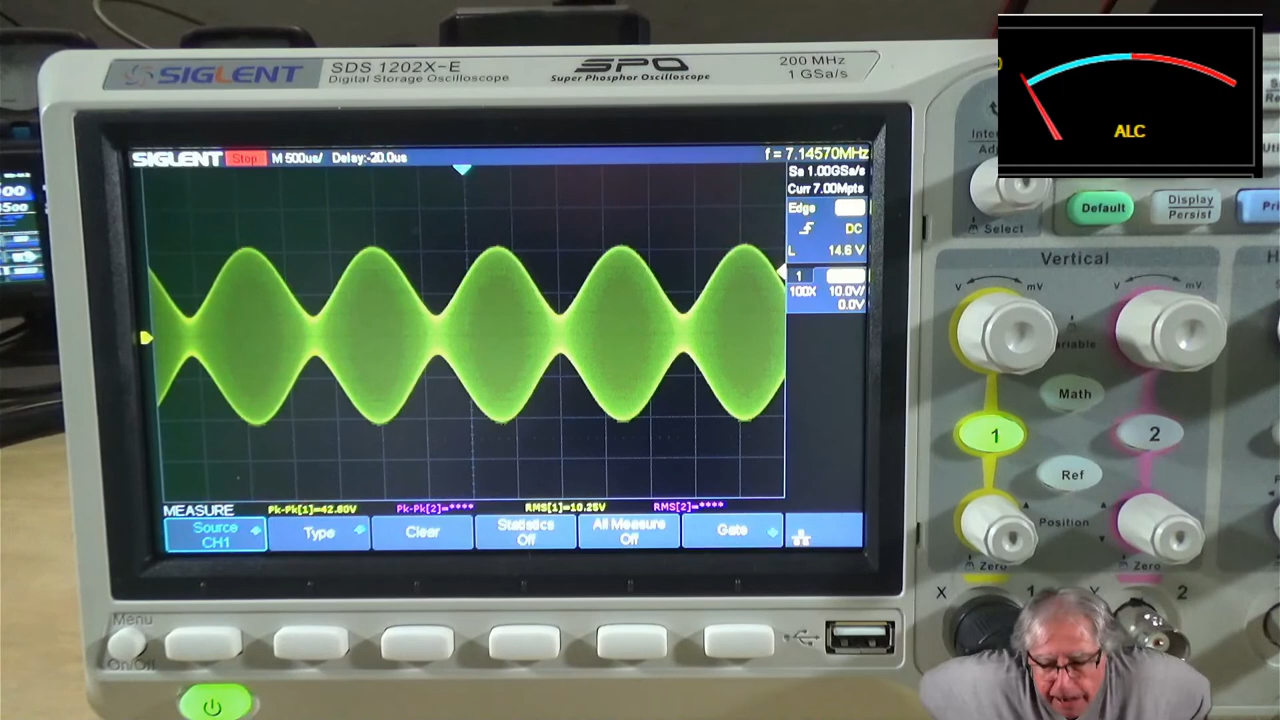 SIGLENT
SDS 1202X-E
Digital Storage Oscilloscope
SPO
Super Phosphor Oscilloscope
200 MHz
1 GSa/s
ALC
SIGLENT Stop M 500us/ Delay:-20.0us f = 7.14570MHz
Sa 1.00GSa/s
Curr 7.00Mpts
Edge
DC
L 14.6 V
1
100X 10.0V/
0.0V
MEASURE Pk-Pk[1]=42.80V Pk-Pk[2]=**** RMS[1]=10.25V RMS[2]=****
Source
CH1
Type
Clear
Statistics
Off
All Measure
Off
Gate
Menu
On/Off
Select
Default
Display
Persist
Vertical
V mV
V mV
Variable
Math
1
2
Ref
Position
Zero
Zero
X 1 Y 2